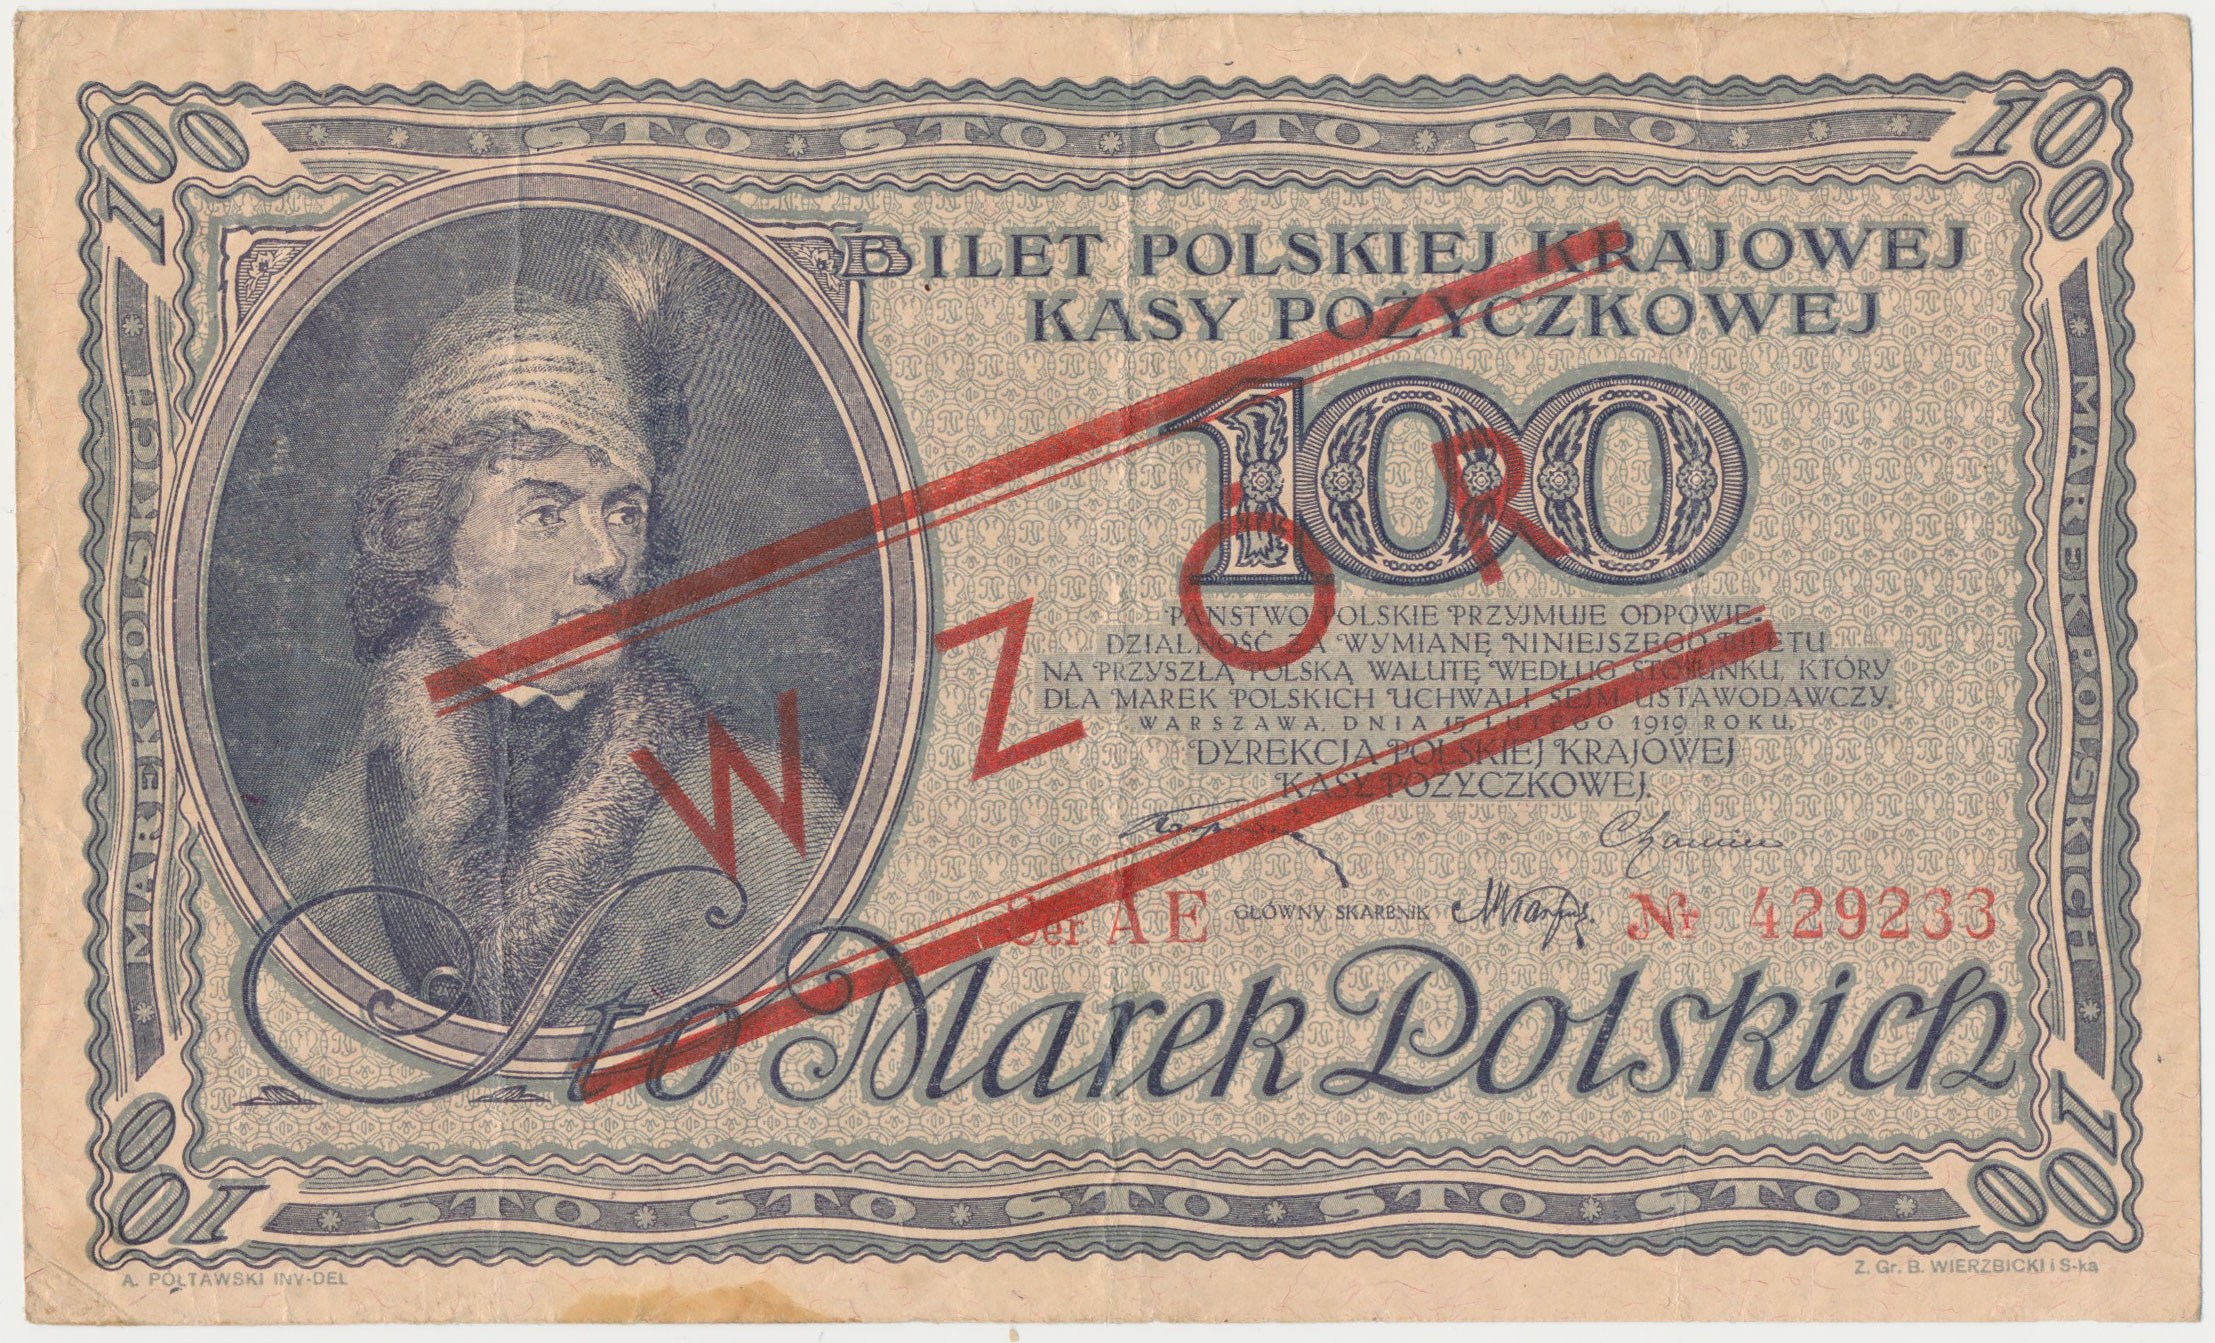 100 STO * STO * STO * STO 100
BILET POLSKIEJ KRAJOWEJ
KASY POŻYCZKOWEJ
100
PAŃSTWO POLSKIE PRZYJMUJE ODPOWIE-
DZIALNOŚĆ ZA WYMIANĘ NINIEJSZEGO BILETU
NA PRZYSZŁĄ POLSKĄ WALUTĘ WEDŁUG STOSUNKU, KTÓRY
DLA MAREK POLSKICH UCHWALI SEJM USTAWODAWCZY.
WARSZAWA, DNIA 15 LUTEGO 1919 ROKU.
DYREKCJA POLSKIEJ KRAJOWEJ
KASY POŻYCZKOWEJ.
WZÓR
Ser. AE GŁÓWNY SKARBNIK Nr 429233
Sto Marek Polskich
MAREK POLSKICH
MAREK POLSKICH
100 STO * STO * STO * STO * STO 100
A. PÓŁTAWSKI INV-DEL
Z. Gr. B. WIERZBICKI i S-ka